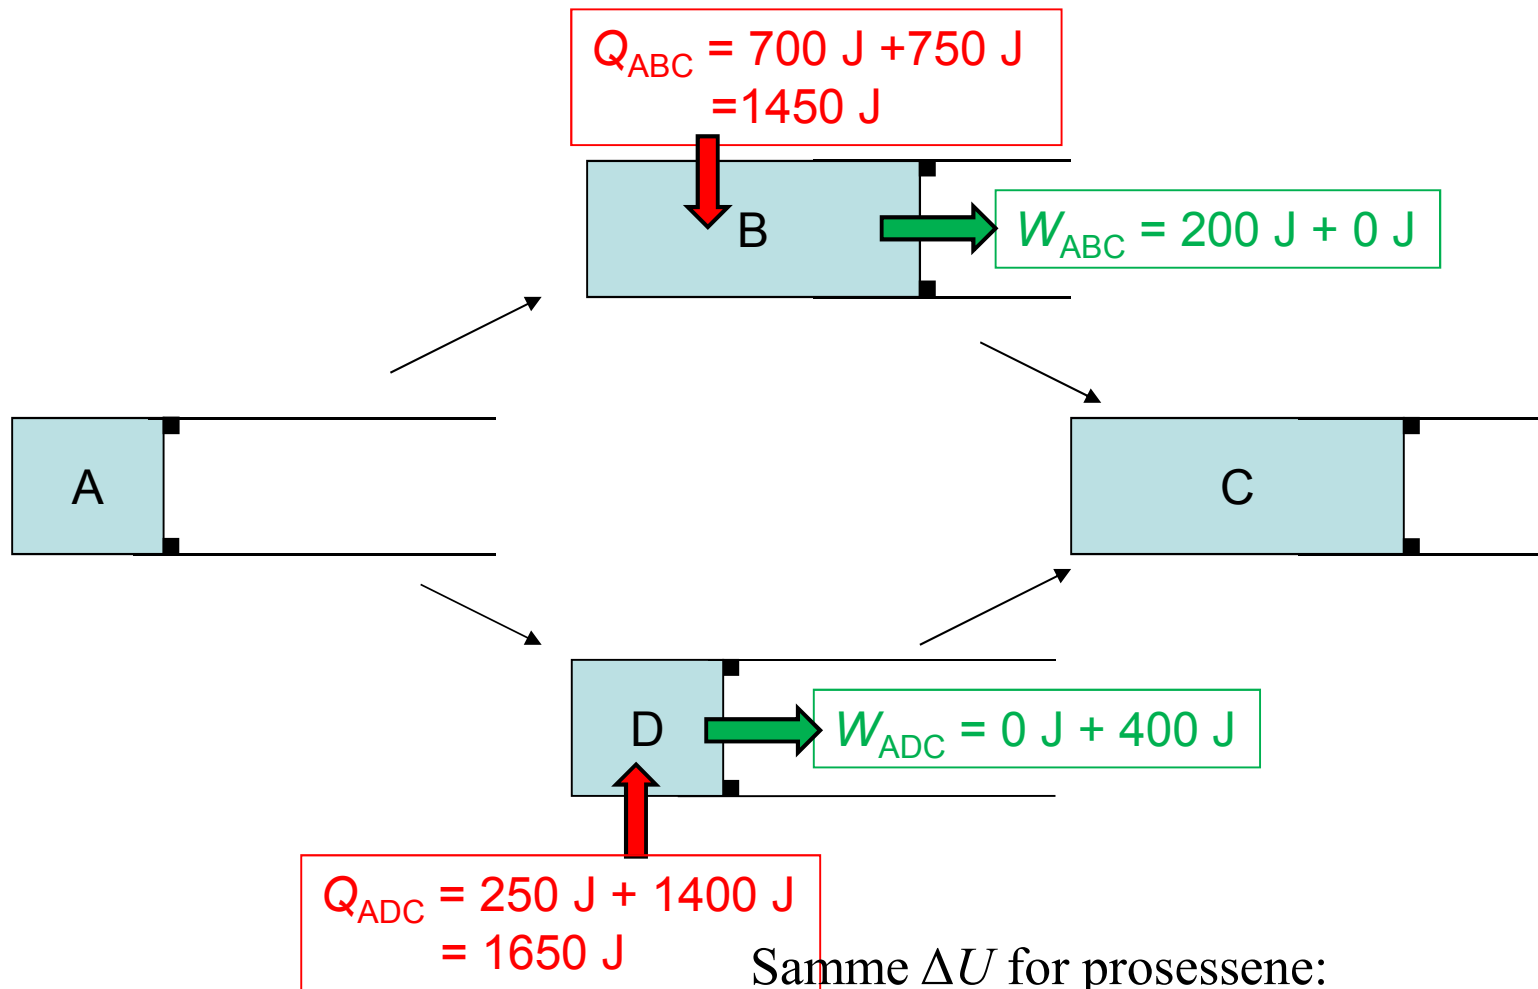 Q_ABC = 700 J +750 J
=1450 J
B
W_ABC = 200 J + 0 J
A
C
D
W_ADC = 0 J + 400 J
Q_ADC = 250 J + 1400 J
= 1650 J
Samme ΔU for prosessene: